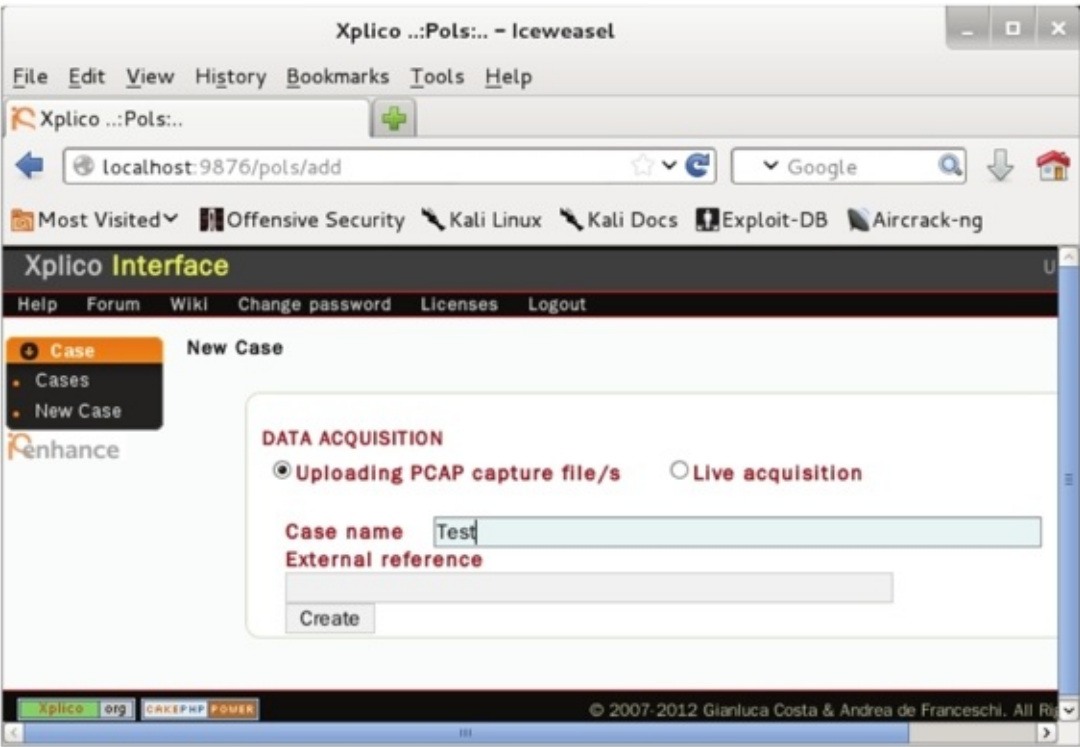 Xplico ..:Pols:.. - Iceweasel
File Edit View History Bookmarks Tools Help
Xplico ..:Pols:..
localhost:9876/pols/add
Google
Most Visited Offensive Security Kali Linux Kali Docs Exploit-DB Aircrack-ng
Xplico Interface U
Help Forum Wiki Change password Licenses Logout
Case
Cases
New Case
enhance
New Case
DATA ACQUISITION
Uploading PCAP capture file/s Live acquisition
Case name Test
External reference
Create
Xplico org CAKEPHP POWER
© 2007-2012 Gianluca Costa & Andrea de Franceschi. All Rig